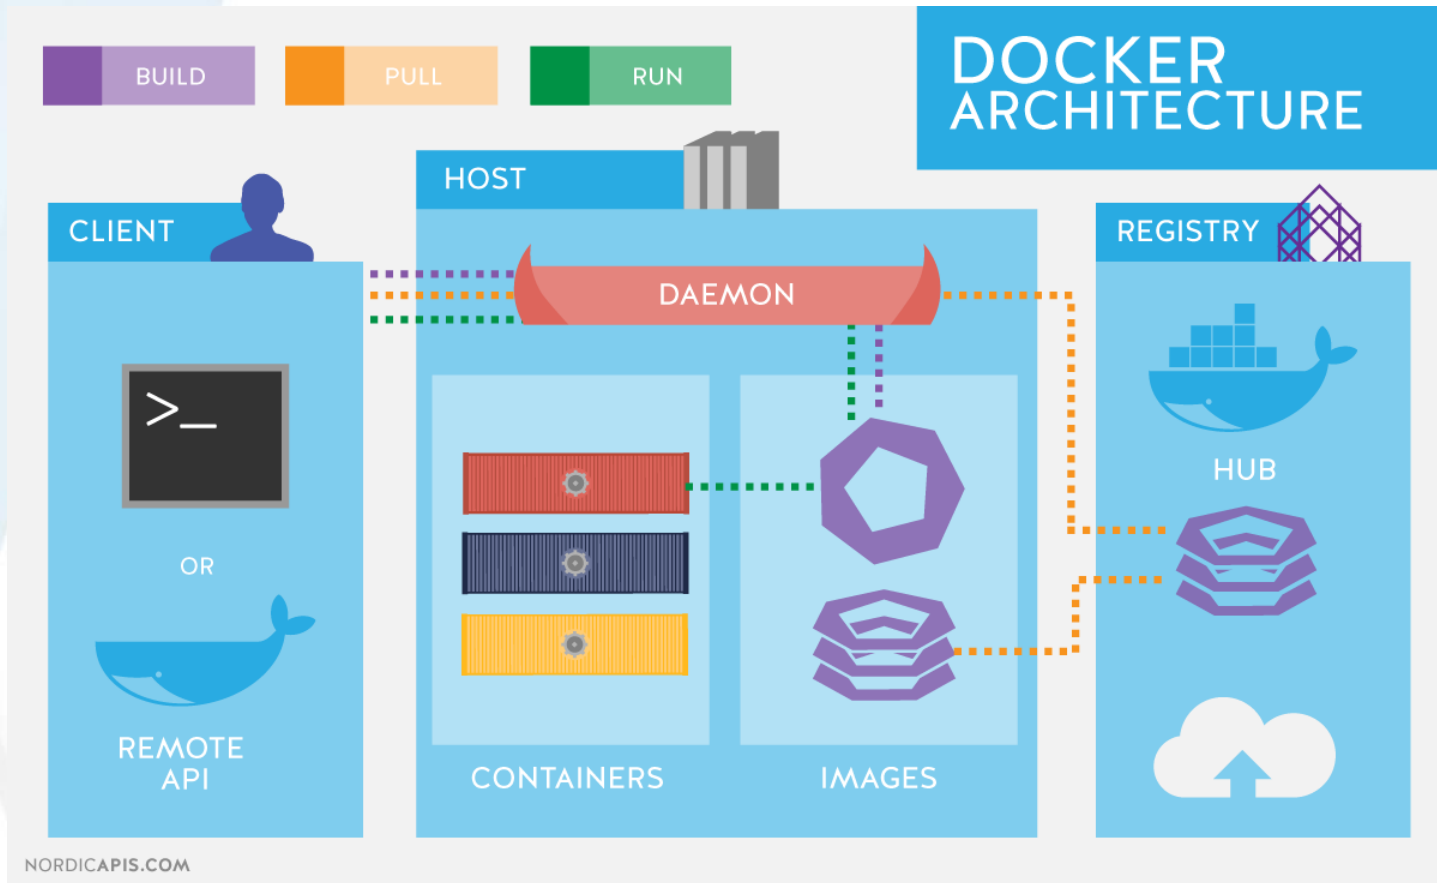 BUILD
PULL
RUN
DOCKER
ARCHITECTURE
CLIENT
>_
OR
REMOTE
API
HOST
DAEMON
CONTAINERS
IMAGES
REGISTRY
HUB
NORDICAPIS.COM